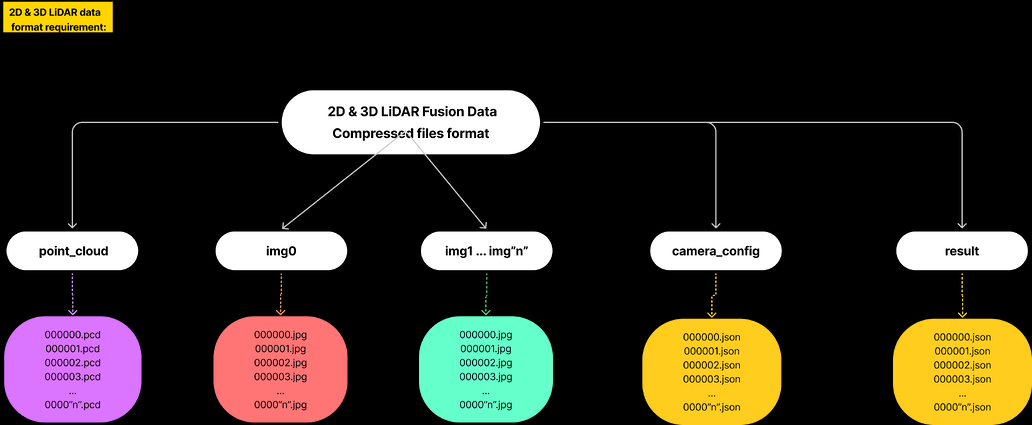 2D & 3D LiDAR data
format requirement:
2D & 3D LiDAR Fusion Data
Compressed files format
point_cloud
img0
img1 ... img”n”
camera_config
result
000000.pcd
000001.pcd
000002.pcd
000003.pcd
...
0000”n”.pcd
000000.jpg
000001.jpg
000002.jpg
000003.jpg
...
0000”n”.jpg
000000.jpg
000001.jpg
000002.jpg
000003.jpg
...
0000”n”.jpg
000000.json
000001.json
000002.json
000003.json
...
0000”n”.json
000000.json
000001.json
000002.json
000003.json
...
0000”n”.json